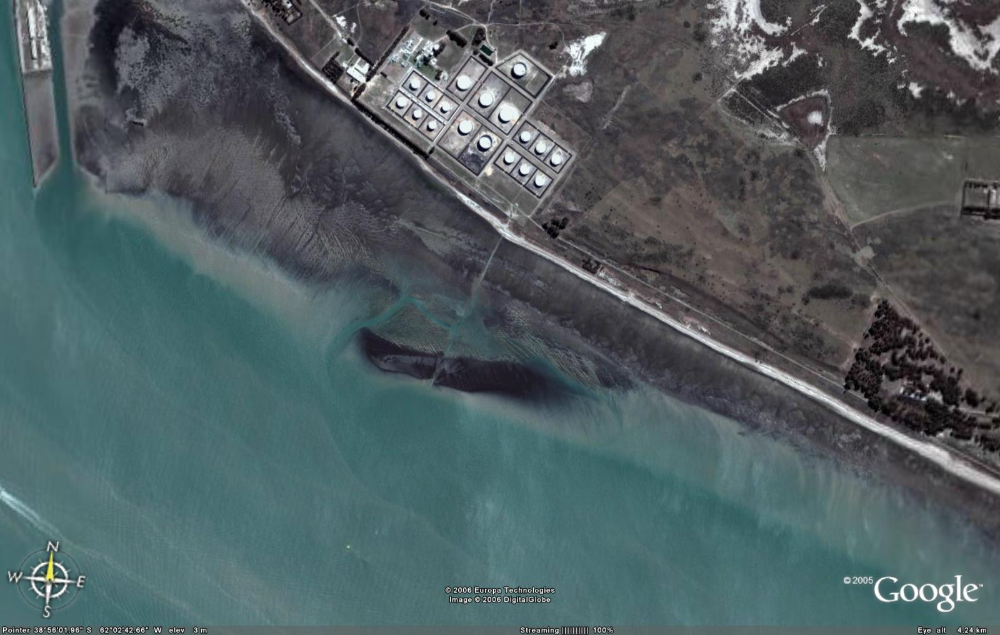 N
W E
S
© 2005 Google™
© 2006 Europa Technologies
Image © 2006 DigitalGlobe
Pointer 38°56'01.96" S 62°02'42.66" W elev 3 m Streaming |||||||||| 100% Eye alt 4.24 km